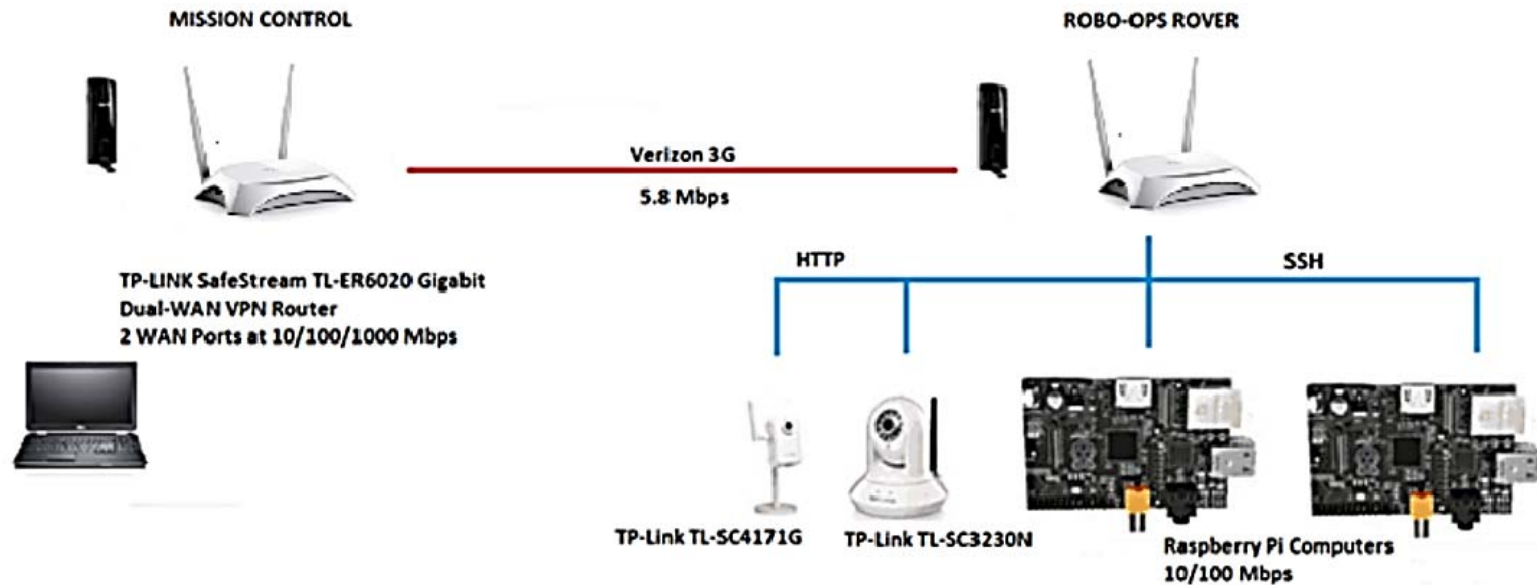 MISSION CONTROL
ROBO-OPS ROVER
Verizon 3G
5.8 Mbps
TP-LINK SafeStream TL-ER6020 Gigabit
Dual-WAN VPN Router
2 WAN Ports at 10/100/1000 Mbps
HTTP
SSH
TP-Link TL-SC4171G
TP-Link TL-SC3230N
Raspberry Pi Computers
10/100 Mbps